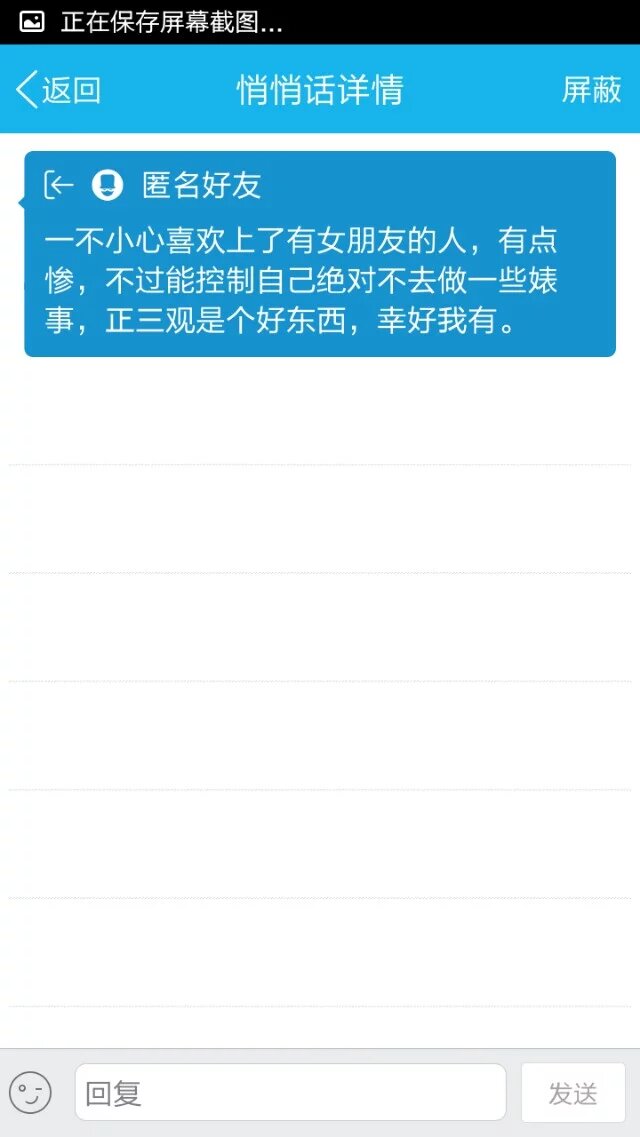 正在保存屏幕截图...
返回
悄悄话详情
屏蔽
匿名好友
一不小心喜欢上了有女朋友的人，有点
惨，不过能控制自己绝对不去做一些婊
事，正三观是个好东西，幸好我有。
回复
发送